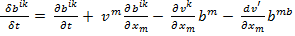 δb^{ik}/δt = ∂b^{ik}/∂t + v^m ∂b^{ik}/∂x_m − ∂v^k/∂x_m b^m − dv'/∂x_m b^{mb}